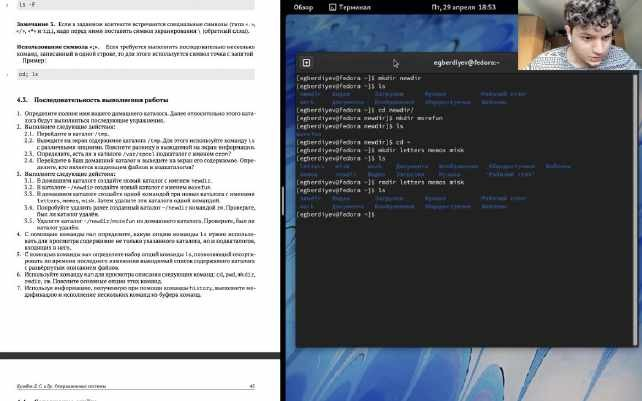 ls -F
Замечание 3. Если в заданном контексте встречаются специальные символы (типа «.»,
«/», «*» и т.д.), надо перед ними поставить символ экранирования \ (обратный слэш).
Использование символа «;». Если требуется выполнить последовательно несколько
команд, записанный в одной строке, то для этого используется символ точка с запятой
Пример:
cd; ls
4.3. Последовательность выполнения работы
1. Определите полное имя вашего домашнего каталога. Далее относительно этого ката-
лога будут выполняться последующие упражнения.
2. Выполните следующие действия:
2.1. Перейдите в каталог /tmp.
2.2. Выведите на экран содержимое каталога /tmp. Для этого используйте команду ls
с различными опциями. Поясните разницу в выводимой на экран информации.
2.3. Определите, есть ли в каталоге /var/spool подкаталог с именем cron?
2.4. Перейдите в Ваш домашний каталог и выведите на экран его содержимое. Опре-
делите, кто является владельцем файлов и подкаталогов?
3. Выполните следующие действия:
3.1. В домашнем каталоге создайте новый каталог с именем newdir.
3.2. В каталоге ~/newdir создайте новый каталог с именем morefun.
3.3. В домашнем каталоге создайте одной командой три новых каталога с именами
letters, memos, misk. Затем удалите эти каталоги одной командой.
3.4. Попробуйте удалить ранее созданный каталог ~/newdir командой rm. Проверьте,
был ли каталог удалён.
3.5. Удалите каталог ~/newdir/morefun из домашнего каталога. Проверьте, был ли
каталог удалён.
4. С помощью команды man определите, какую опцию команды ls нужно использо-
вать для просмотра содержимое не только указанного каталога, но и подкаталогов,
входящих в него.
5. С помощью команды man определите набор опций команды ls, позволяющий отсорти-
ровать по времени последнего изменения выводимый список содержимого каталога
с развёрнутым описанием файлов.
6. Используйте команду man для просмотра описания следующих команд: cd, pwd, mkdir,
rmdir, rm. Поясните основные опции этих команд.
7. Используя информацию, полученную при помощи команды history, выполните мо-
дификацию и исполнение нескольких команд из буфера команд.
Кулябов Д. С. и др. Операционные системы 45
Обзор Терминал Пн, 29 апреля 18:53
egberdiyev@fedora:~
[egberdiyev@fedora ~]$ mkdir newdir
[egberdiyev@fedora ~]$ ls
newdir Видео Загрузки Музыка 'Рабочий стол'
work Документы Изображения Общедоступные Шаблоны
[egberdiyev@fedora ~]$ cd newdir/
[egberdiyev@fedora newdir]$ mkdir morefun
[egberdiyev@fedora newdir]$ ls
morefun
[egberdiyev@fedora newdir]$ cd ~
[egberdiyev@fedora ~]$ mkdir letters memos misk
[egberdiyev@fedora ~]$ ls
letters misk work Документы Изображения Общедоступные Шаблоны
memos newdir Видео Загрузки Музыка 'Рабочий стол'
[egberdiyev@fedora ~]$ rmdir letters memos misk
[egberdiyev@fedora ~]$ ls
newdir Видео Загрузки Музыка 'Рабочий стол'
work Документы Изображения Общедоступные Шаблоны
[egberdiyev@fedora ~]$